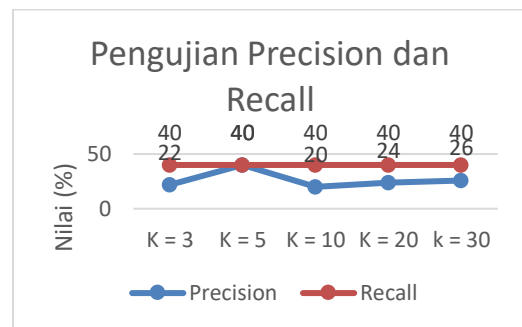 Pengujian Precision dan
Recall
40 40 40 40 40
22 40 20 24 26
50
0
Nilai (%)
K = 3 K = 5 K = 10 K = 20 k = 30
Precision Recall